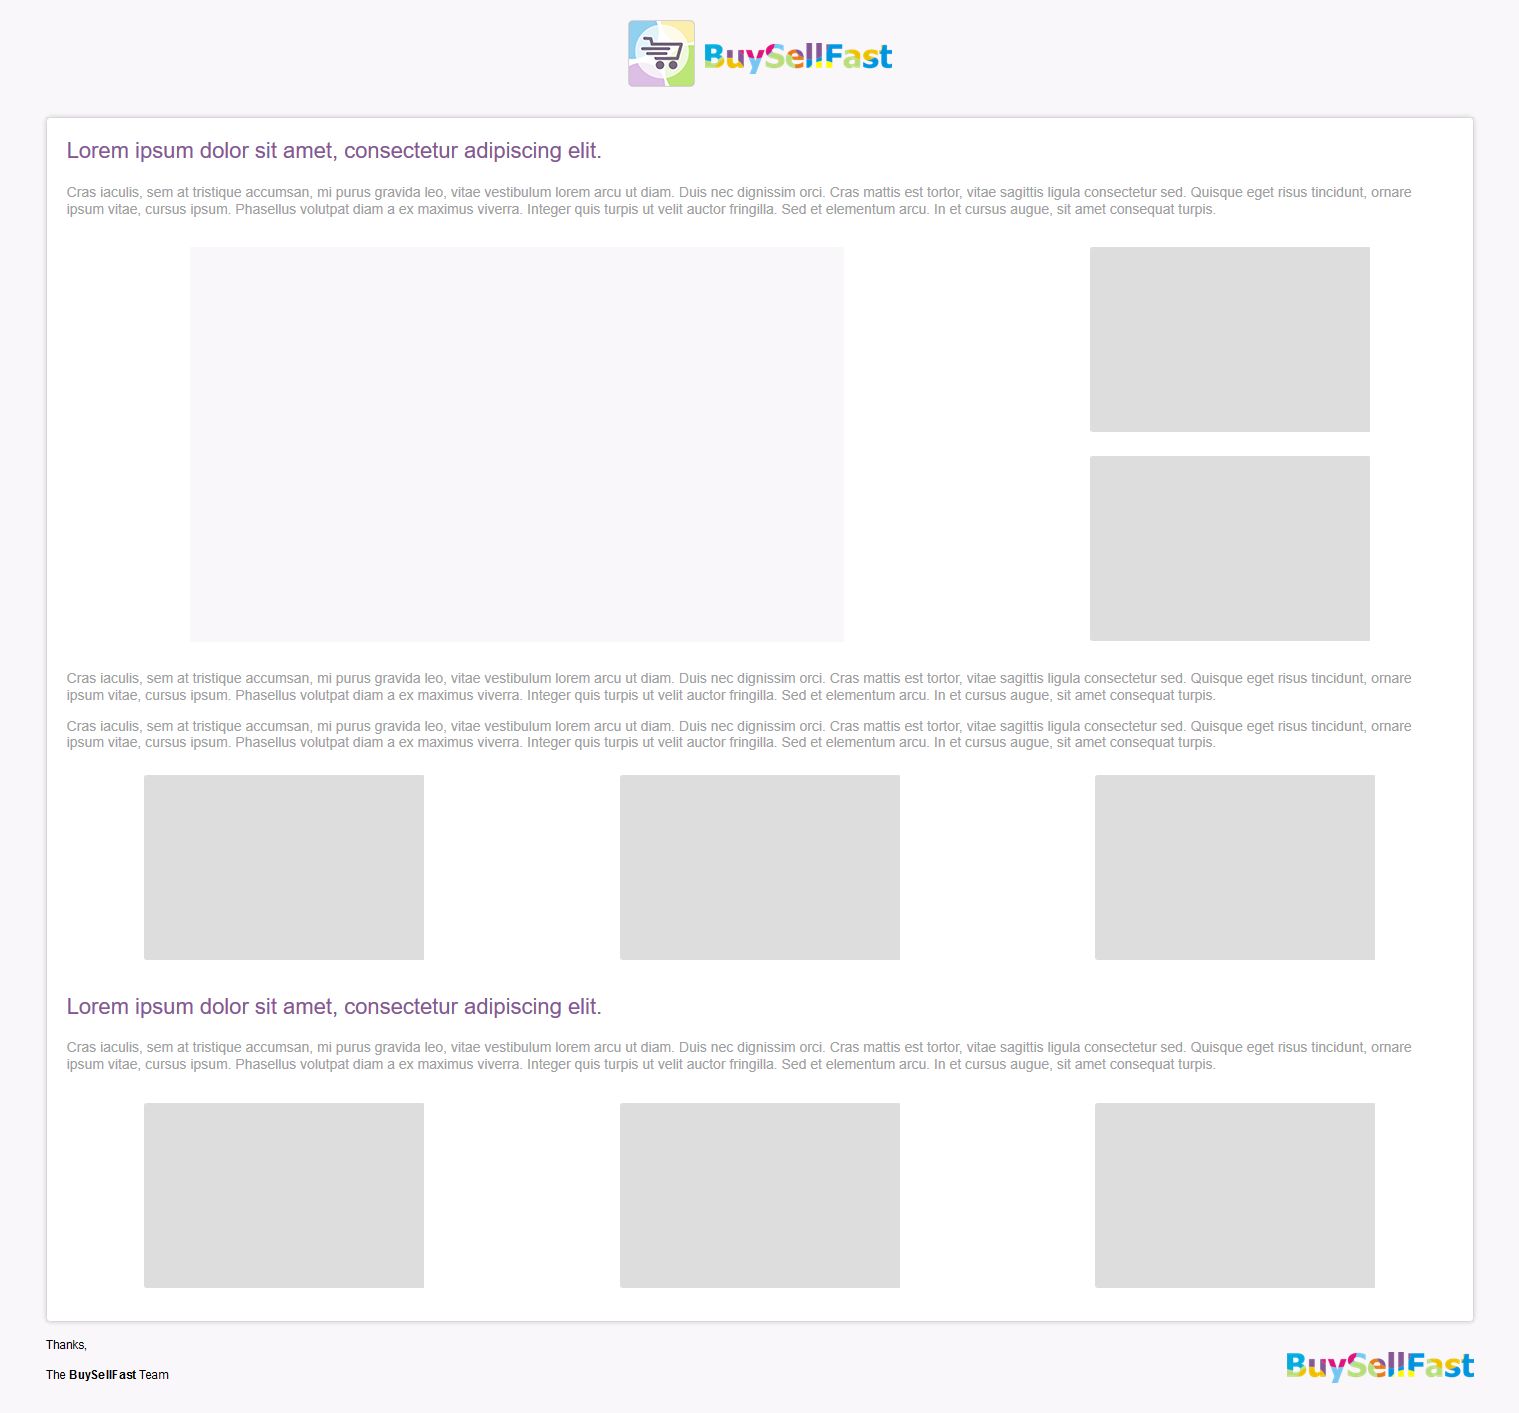 BuySellFast
Lorem ipsum dolor sit amet, consectetur adipiscing elit.
Cras iaculis, sem at tristique accumsan, mi purus gravida leo, vitae vestibulum lorem arcu ut diam. Duis nec dignissim orci. Cras mattis est tortor, vitae sagittis ligula consectetur sed. Quisque eget risus tincidunt, ornare
ipsum vitae, cursus ipsum. Phasellus volutpat diam a ex maximus viverra. Integer quis turpis ut velit auctor fringilla. Sed et elementum arcu. In et cursus augue, sit amet consequat turpis.
Cras iaculis, sem at tristique accumsan, mi purus gravida leo, vitae vestibulum lorem arcu ut diam. Duis nec dignissim orci. Cras mattis est tortor, vitae sagittis ligula consectetur sed. Quisque eget risus tincidunt, ornare
ipsum vitae, cursus ipsum. Phasellus volutpat diam a ex maximus viverra. Integer quis turpis ut velit auctor fringilla. Sed et elementum arcu. In et cursus augue, sit amet consequat turpis.
Cras iaculis, sem at tristique accumsan, mi purus gravida leo, vitae vestibulum lorem arcu ut diam. Duis nec dignissim orci. Cras mattis est tortor, vitae sagittis ligula consectetur sed. Quisque eget risus tincidunt, ornare
ipsum vitae, cursus ipsum. Phasellus volutpat diam a ex maximus viverra. Integer quis turpis ut velit auctor fringilla. Sed et elementum arcu. In et cursus augue, sit amet consequat turpis.
Lorem ipsum dolor sit amet, consectetur adipiscing elit.
Cras iaculis, sem at tristique accumsan, mi purus gravida leo, vitae vestibulum lorem arcu ut diam. Duis nec dignissim orci. Cras mattis est tortor, vitae sagittis ligula consectetur sed. Quisque eget risus tincidunt, ornare
ipsum vitae, cursus ipsum. Phasellus volutpat diam a ex maximus viverra. Integer quis turpis ut velit auctor fringilla. Sed et elementum arcu. In et cursus augue, sit amet consequat turpis.
Thanks,
The BuySellFast Team
BuySellFast